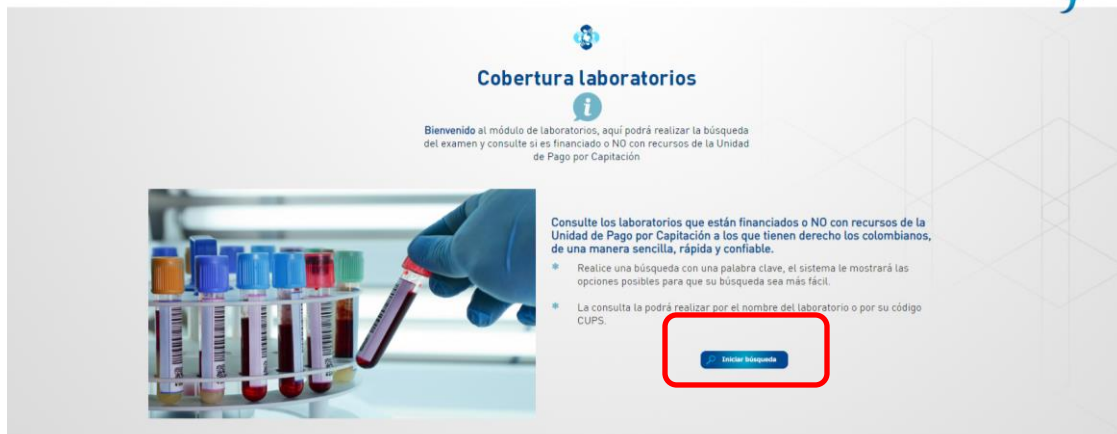 Cobertura laboratorios
i
Bienvenido al módulo de laboratorios, aquí podrá realizar la búsqueda
del examen y consulte si es financiado o NO con recursos de la Unidad
de Pago por Capitación
Consulte los laboratorios que están financiados o NO con recursos de la
Unidad de Pago por Capitación a los que tienen derecho los colombianos,
de una manera sencilla, rápida y confiable.
Realice una búsqueda con una palabra clave, el sistema le mostrará las
opciones posibles para que su búsqueda sea más fácil.
La consulta la podrá realizar por el nombre del laboratorio o por su código
CUPS.
Iniciar búsqueda